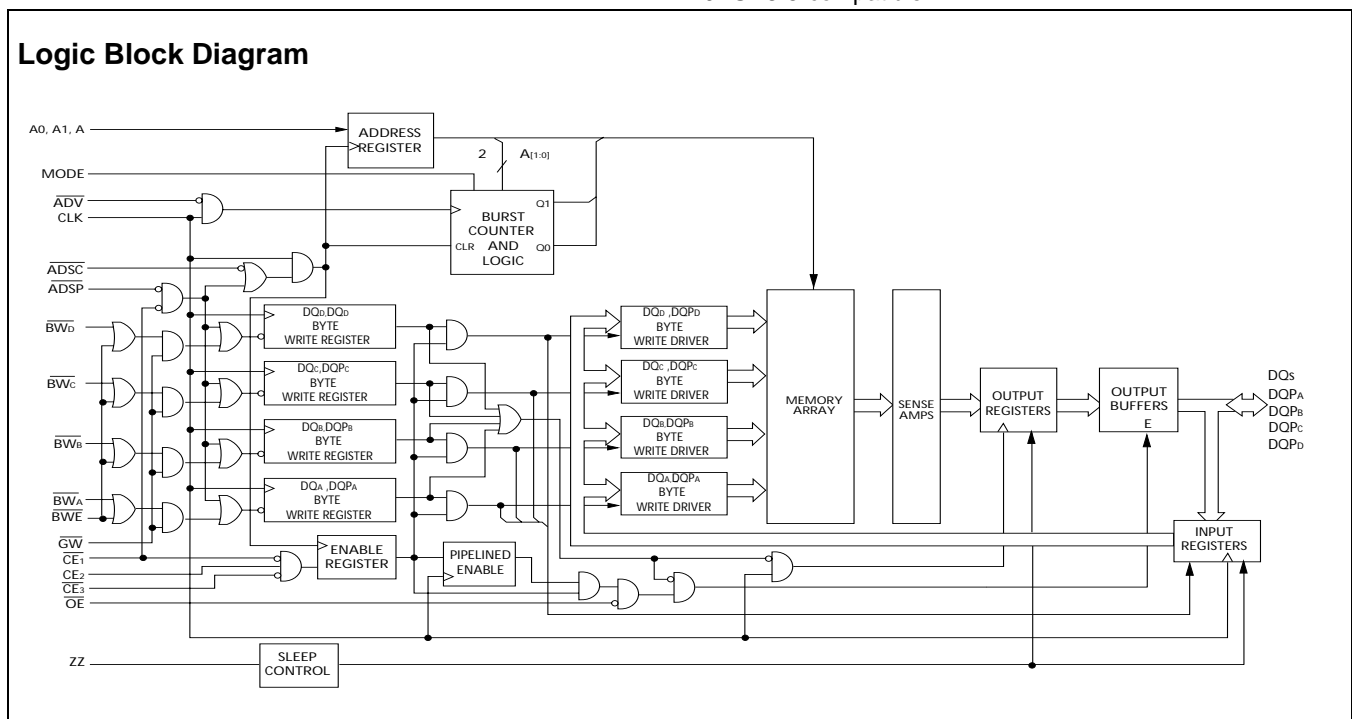 Logic Block Diagram
A0, A1, A
ADDRESS
REGISTER
MODE
2 A[1:0]
ADV
CLK
BURST
COUNTER
AND
LOGIC
Q1
CLR
Q0
ADSC
ADSP
BWD
DQD,DQD
BYTE
WRITE REGISTER
DQD ,DQPD
BYTE
WRITE DRIVER
BWC
DQC,DQPC
BYTE
WRITE REGISTER
DQC ,DQPC
BYTE
WRITE DRIVER
MEMORY
ARRAY
SENSE
AMPS
OUTPUT
REGISTERS
OUTPUT
BUFFERS
E
DQs
DQPA
DQPB
DQPC
DQPD
BWB
DQB,DQPB
BYTE
WRITE REGISTER
DQB,DQPB
BYTE
WRITE DRIVER
BWA
BWE
DQA ,DQPA
BYTE
WRITE REGISTER
DQA,DQPA
BYTE
WRITE DRIVER
GW
CE1
CE2
CE3
OE
ENABLE
REGISTER
PIPELINED
ENABLE
INPUT
REGISTERS
ZZ
SLEEP
CONTROL